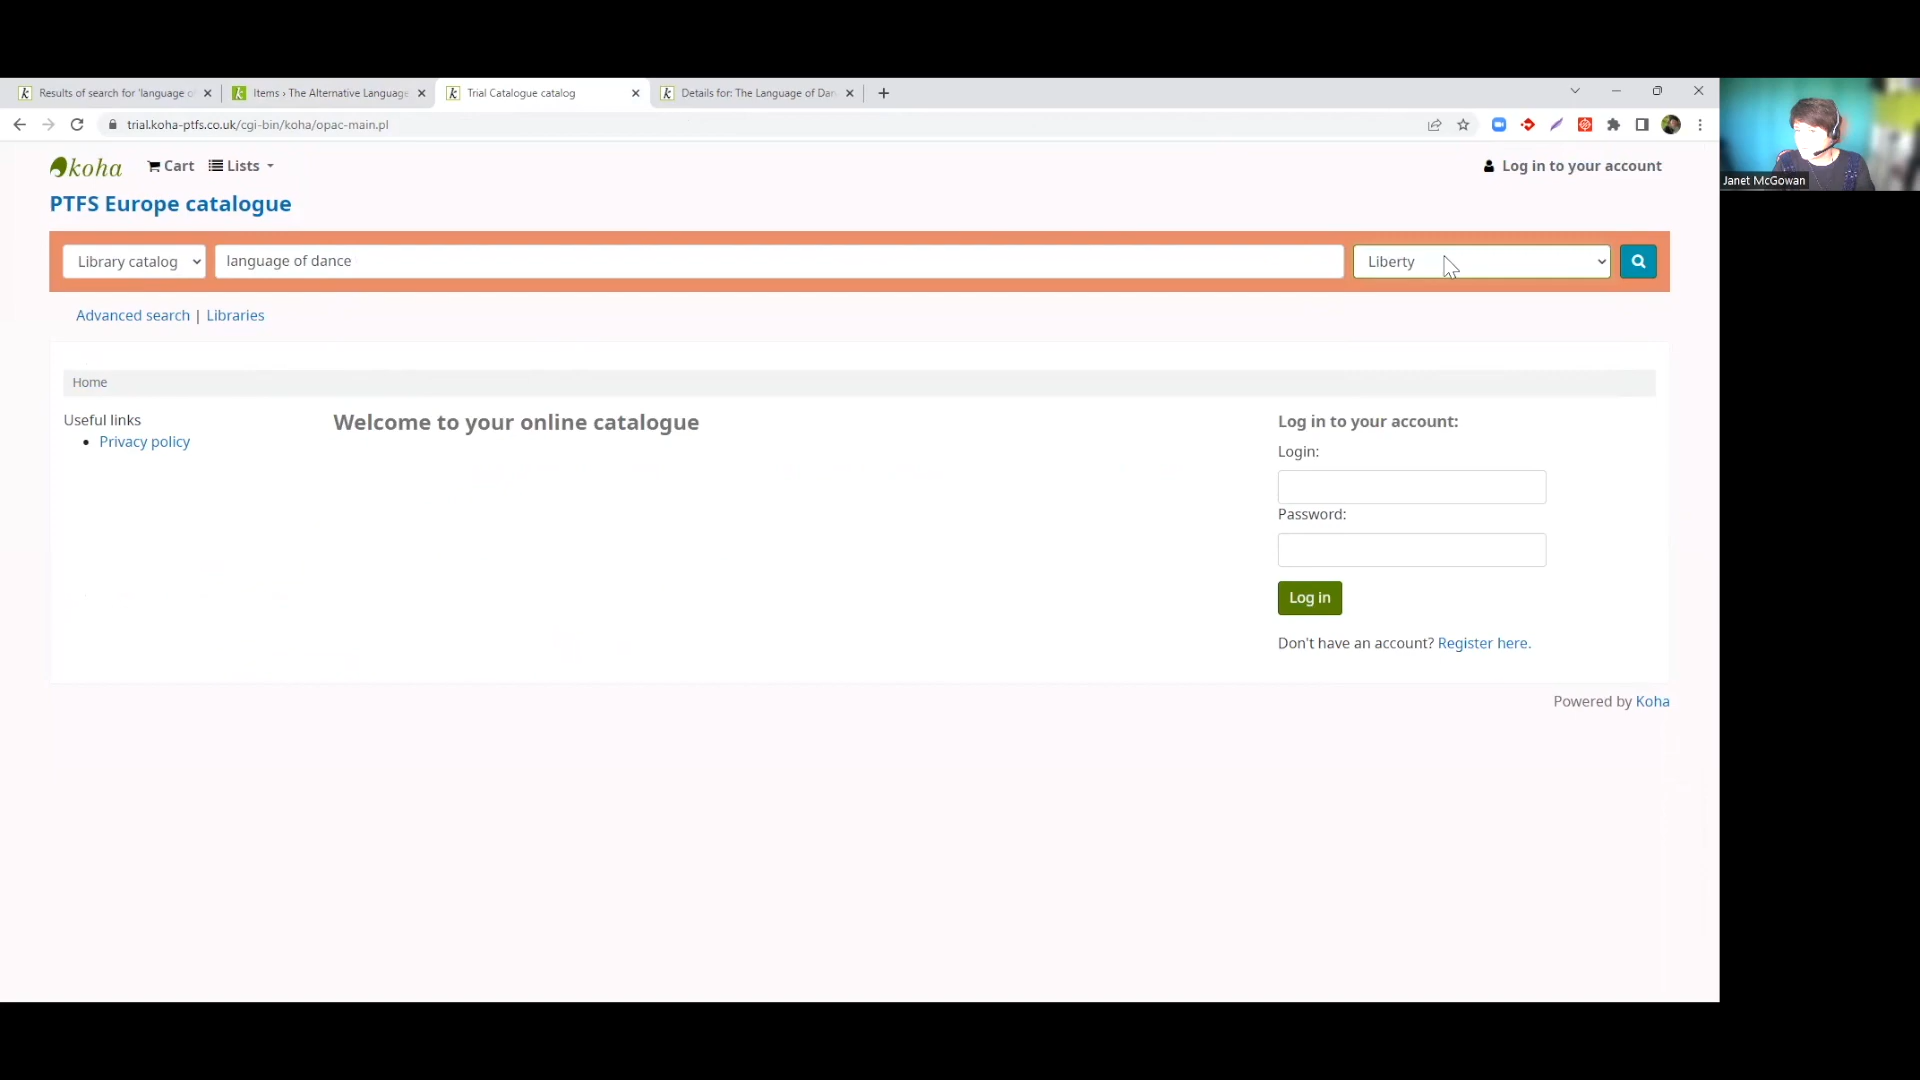 Results of search for 'language o
Items › The Alternative Language
Trial Catalogue catalog
Details for: The Language of Dan
trial.koha-ptfs.co.uk/cgi-bin/koha/opac-main.pl
Janet McGowan
koha
Cart
Lists
Log in to your account
PTFS Europe catalogue
Library catalog
language of dance
Liberty
Advanced search | Libraries
Home
Useful links
Privacy policy
Welcome to your online catalogue
Log in to your account:
Login:
Password:
Log in
Don't have an account? Register here.
Powered by Koha